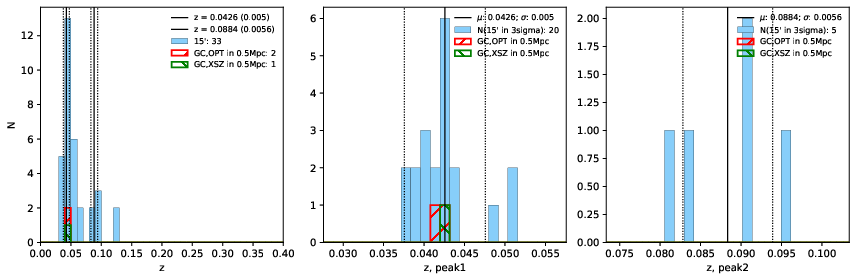 z = 0.0426 (0.005)
z = 0.0884 (0.0056)
15': 33
GC,OPT in 0.5Mpc: 2
GC,XSZ in 0.5Mpc: 1
N
12
10
8
6
4
2
0
0.00 0.05 0.10 0.15 0.20 0.25 0.30 0.35 0.40
z
μ: 0.0426; σ: 0.005
N(15' in 3sigma): 20
GC,OPT in 0.5Mpc
GC,XSZ in 0.5Mpc
6
5
4
3
2
1
0
0.030 0.035 0.040 0.045 0.050 0.055
z, peak1
μ: 0.0884; σ: 0.0056
N(15' in 3sigma): 5
GC,OPT in 0.5Mpc
GC,XSZ in 0.5Mpc
2.00
1.75
1.50
1.25
1.00
0.75
0.50
0.25
0.00
0.075 0.080 0.085 0.090 0.095 0.100
z, peak2